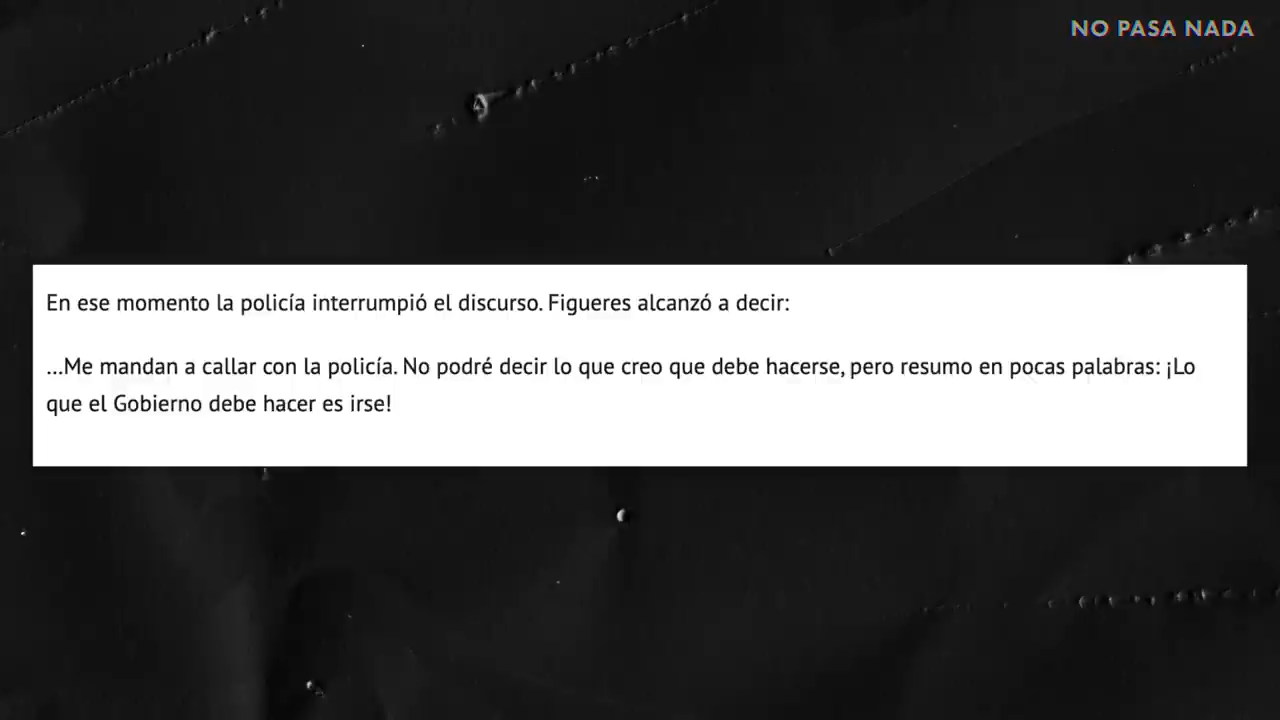 NO PASA NADA
En ese momento la policía interrumpió el discurso. Figueres alcanzó a decir:
...Me mandan a callar con la policía. No podré decir lo que creo que debe hacerse, pero resumo en pocas palabras: ¡Lo
que el Gobierno debe hacer es irse!